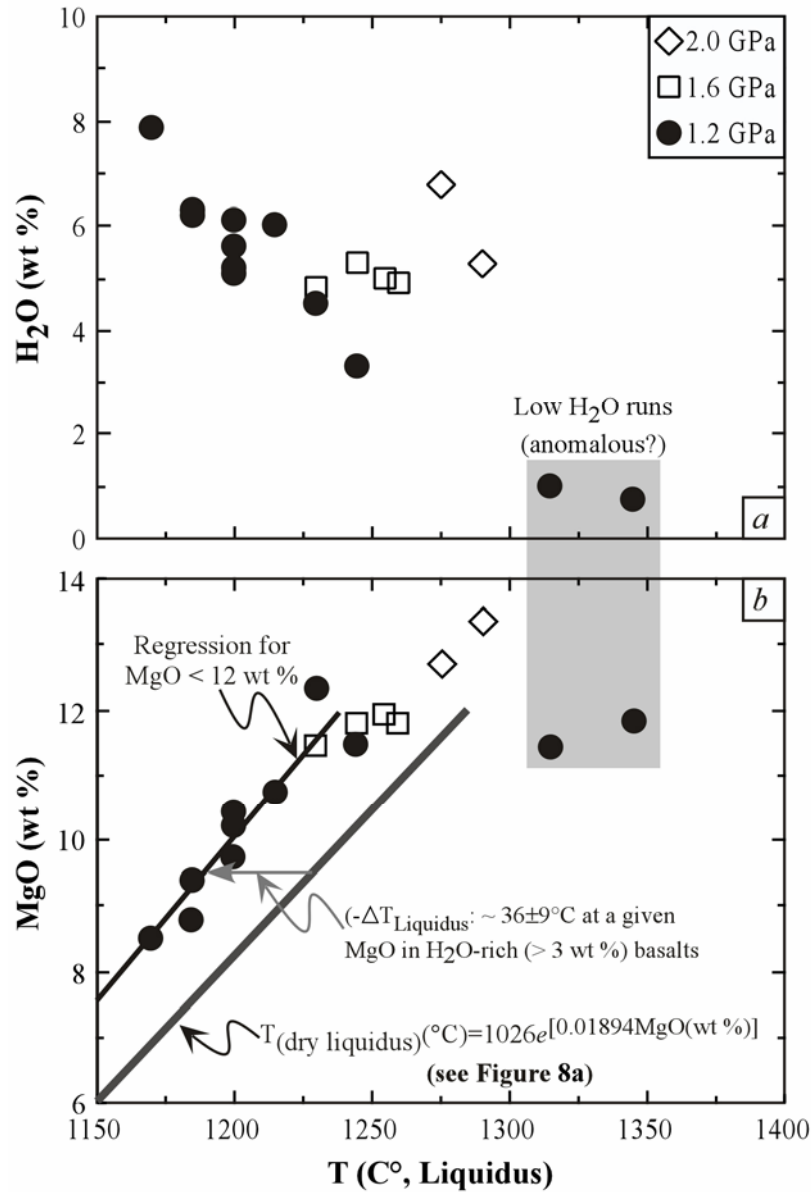 10
8
6
4
2
0
H2O (wt %)
2.0 GPa
1.6 GPa
1.2 GPa
Low H2O runs
(anomalous?)
a
14
12
10
8
6
MgO (wt %)
b
Regression for
MgO < 12 wt %
(-ΔTLiquidus: ~ 36±9°C at a given
MgO in H2O-rich (> 3 wt %) basalts
T(dry liquidus)(°C)=1026e[0.01894MgO(wt %)]
(see Figure 8a)
1150 1200 1250 1300 1350 1400
T (C°, Liquidus)